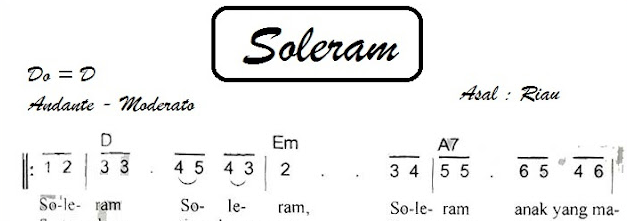 Soleram
Do = D
Andante - Moderato
Asal : Riau
D Em A7
1 2 | 3 3 . 4 5 4 3 | 2 . . 3 4 | 5 5 . 6 5 4 6 |
So-le- ram So- le- ram, So-le- ram anak yang ma-